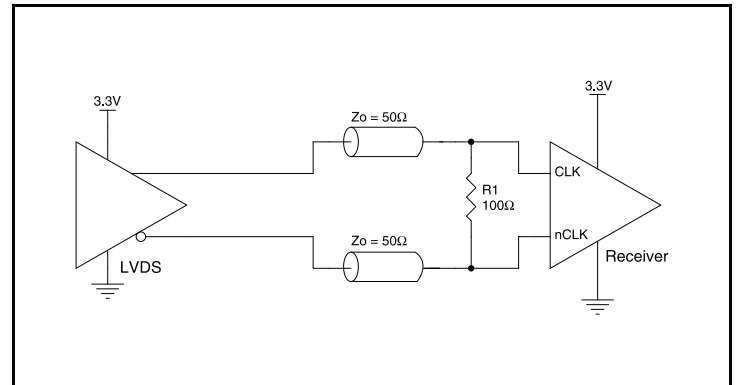 3.3V
LVDS
Zo = 50Ω
Zo = 50Ω
R1
100Ω
3.3V
CLK
nCLK
Receiver